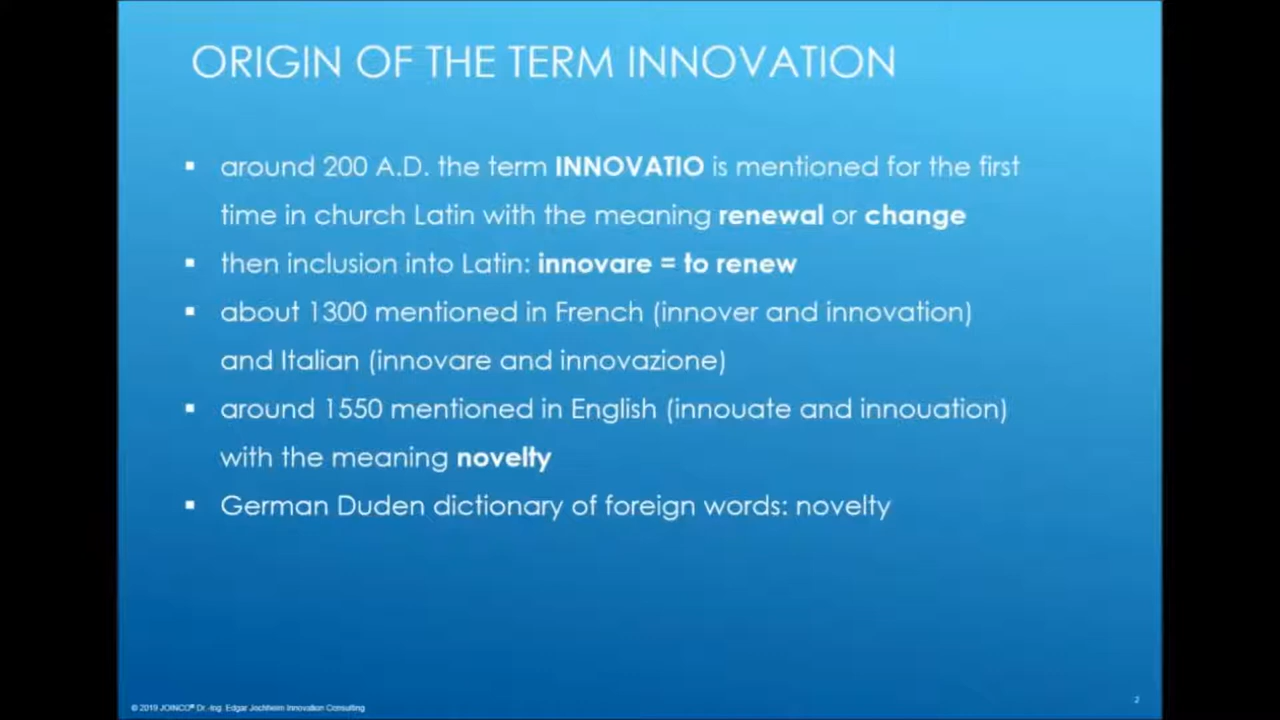 ORIGIN OF THE TERM INNOVATION
▪ around 200 A.D. the term INNOVATIO is mentioned for the first
time in church Latin with the meaning renewal or change
▪ then inclusion into Latin: innovare = to renew
▪ about 1300 mentioned in French (innover and innovation)
and Italian (innovare and innovazione)
▪ around 1550 mentioned in English (innouate and innouation)
with the meaning novelty
▪ German Duden dictionary of foreign words: novelty
© 2019 JOINCO® Dr.-Ing. Edgar Jochheim Innovation Consulting
2